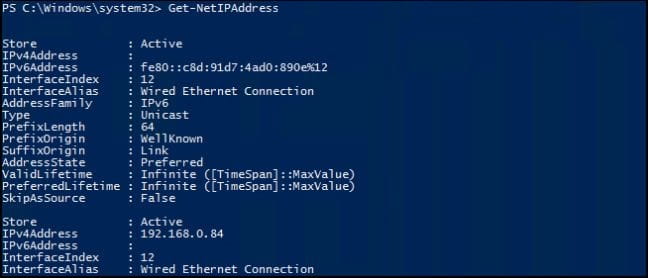 PS C:\Windows\system32> Get-NetIPAddress
Store : Active
IPv4Address :
IPv6Address : fe80::c8d:91d7:4ad0:890e%12
InterfaceIndex : 12
InterfaceAlias : Wired Ethernet Connection
AddressFamily : IPv6
Type : Unicast
PrefixLength : 64
PrefixOrigin : WellKnown
SuffixOrigin : Link
AddressState : Preferred
ValidLifetime : Infinite ([TimeSpan]::MaxValue)
PreferredLifetime : Infinite ([TimeSpan]::MaxValue)
SkipAsSource : False
Store : Active
IPv4Address : 192.168.0.84
IPv6Address :
InterfaceIndex : 12
InterfaceAlias : Wired Ethernet Connection